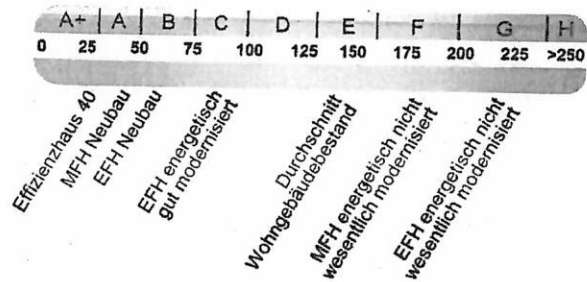 A+ A B C D E F G H
0 25 50 75 100 125 150 175 200 225 >250
Effizienzhaus 40
MFH Neubau
EFH Neubau
EFH energetisch
gut modernisiert
Durchschnitt
Wohngebäudebestand
MFH energetisch nicht
wesentlich modernisiert
EFH energetisch nicht
wesentlich modernisiert